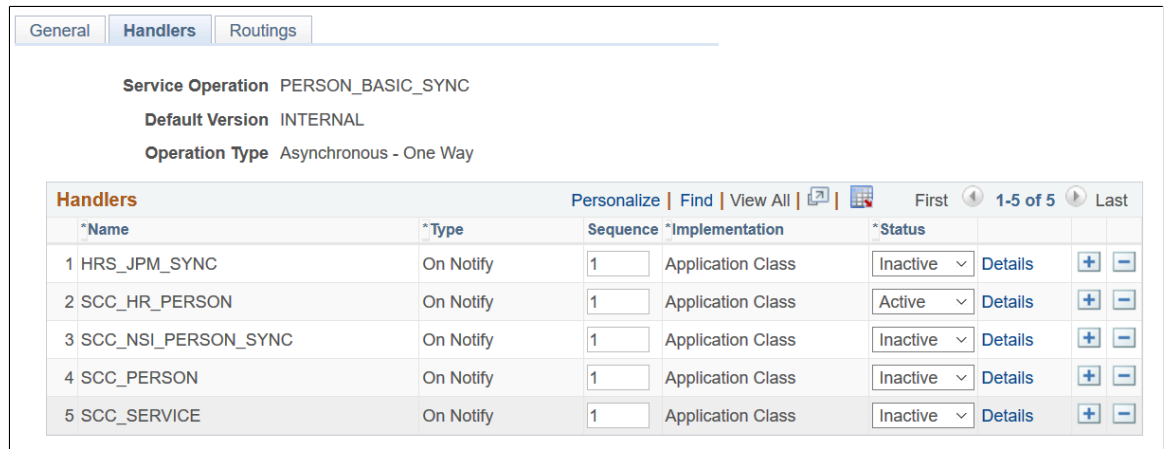 General Handlers Routings
Service Operation PERSON_BASIC_SYNC
Default Version INTERNAL
Operation Type Asynchronous - One Way
Handlers Personalize | Find | View All | | First 1-5 of 5 Last
*Name *Type Sequence *Implementation *Status
1 HRS_JPM_SYNC On Notify 1 Application Class Inactive Details + -
2 SCC_HR_PERSON On Notify 1 Application Class Active Details + -
3 SCC_NSI_PERSON_SYNC On Notify 1 Application Class Inactive Details + -
4 SCC_PERSON On Notify 1 Application Class Inactive Details + -
5 SCC_SERVICE On Notify 1 Application Class Inactive Details + -